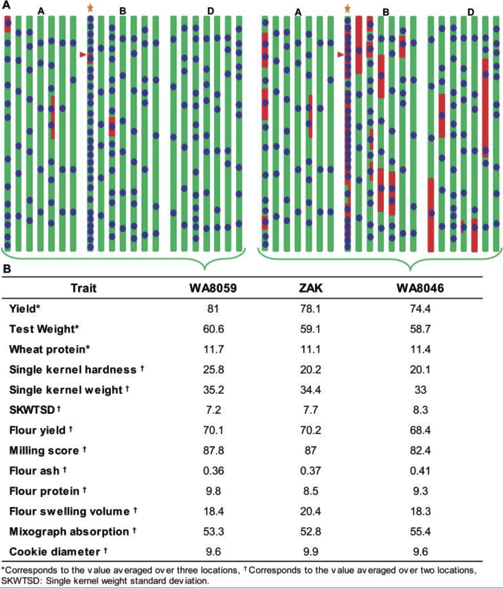 A
A B D A B D
B
Trait WA8059 ZAK WA8046
Yield* 81 78.1 74.4
Test Weight* 60.6 59.1 58.7
Wheat protein* 11.7 11.1 11.4
Single kernel hardness † 25.8 20.2 20.1
Single kernel weight † 35.2 34.4 33
SKWTSD † 7.2 7.7 8.3
Flour yield † 70.1 70.2 68.4
Milling score † 87.8 87 82.4
Flour ash † 0.36 0.37 0.41
Flour protein † 9.8 8.5 9.3
Flour swelling volume † 18.4 20.4 18.3
Mixograph absorption † 53.3 52.8 55.4
Cookie diameter † 9.6 9.9 9.6
*Corresponds to the value averaged over three locations, † Corresponds to the value averaged over two locations,
SKWTSD: Single kernel weight standard deviation.